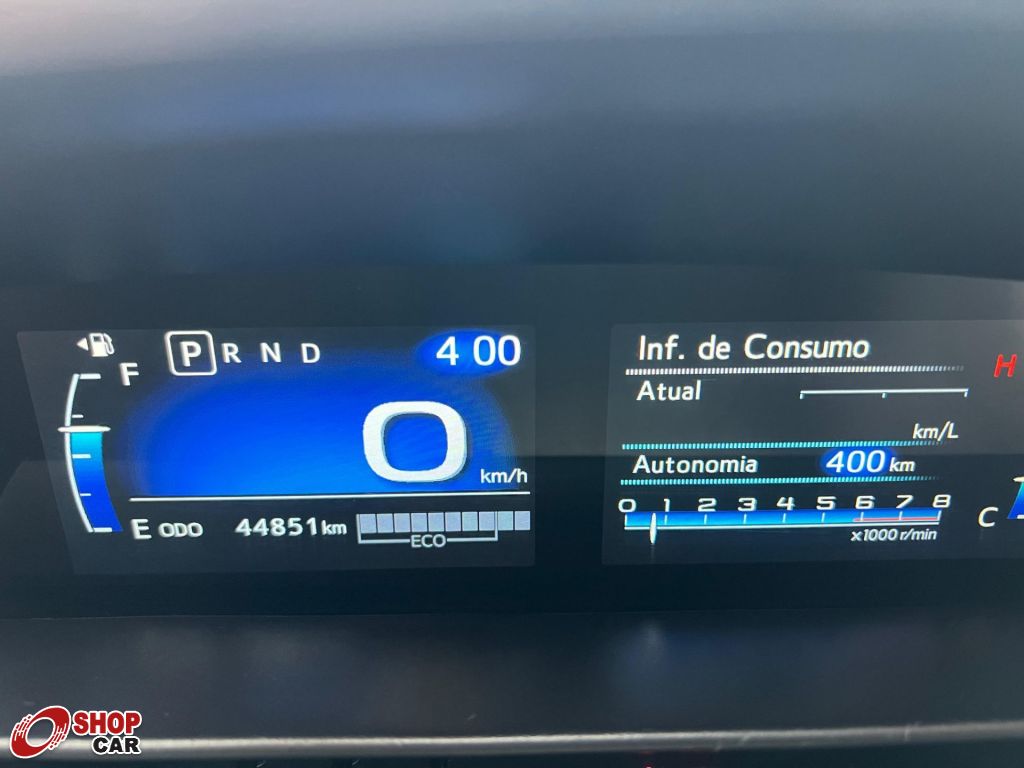 F
P R N D
4 00
0
km/h
E ODO 44851 km
ECO
Inf. de Consumo
Atual
km/L
Autonomia 400 km
0 1 2 3 4 5 6 7 8
x1000 r/min
H
C
SHOP
CAR